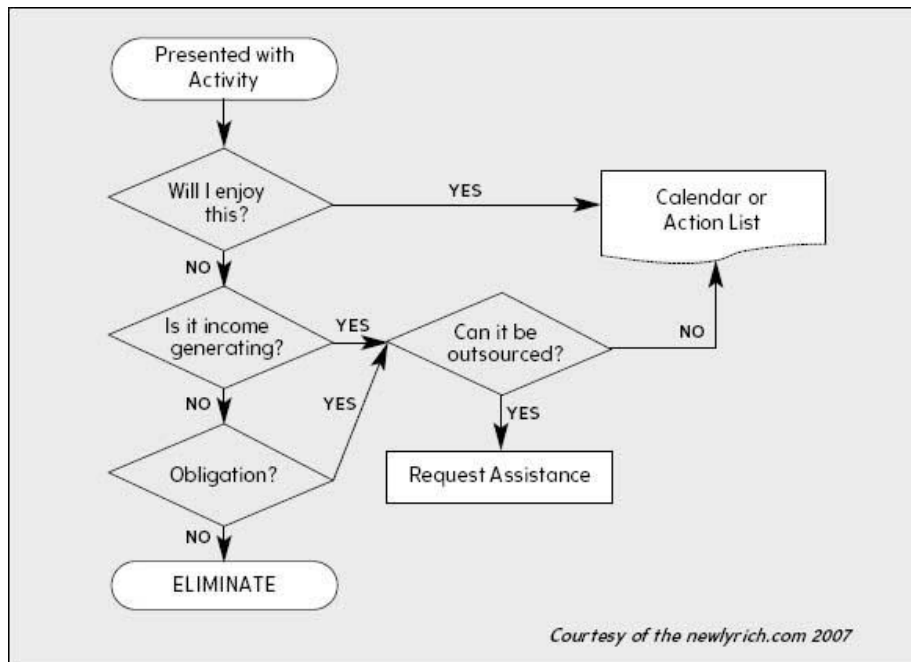 Presented with
Activity
Will I enjoy
this?
YES
Calendar or
Action List
NO
Is it income
generating?
YES
Can it be
outsourced?
NO
NO
YES
YES
Obligation?
Request Assistance
NO
ELIMINATE
Courtesy of the newlyrich.com 2007